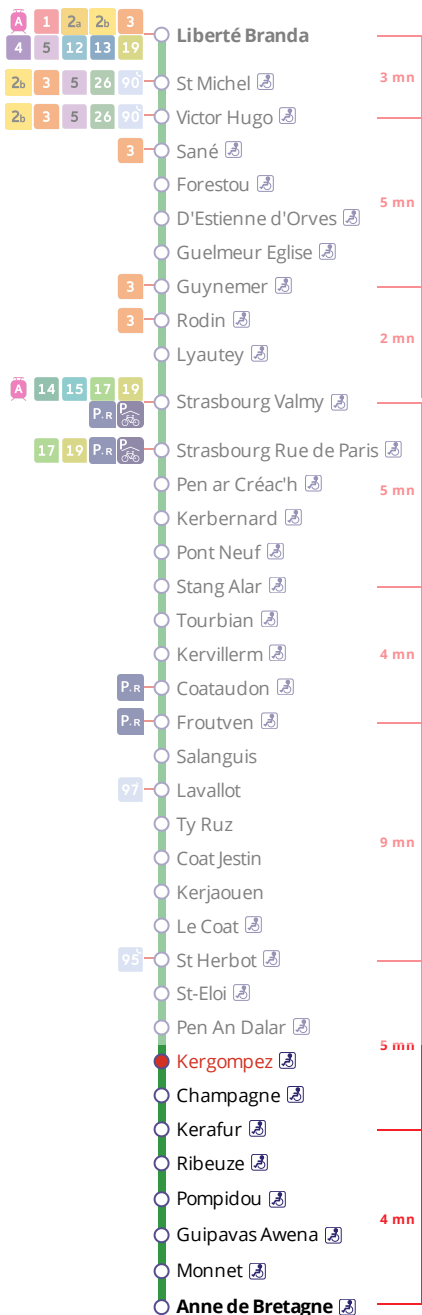 A 1 2a 2b 3
4 5 12 13 19
Liberté Branda
3 mn
2b 3 5 26 90
St Michel
2b 3 5 26 90
Victor Hugo
3
Sané
Forestou
5 mn
D'Estienne d'Orves
Guelmeur Eglise
3
Guynemer
3
Rodin
2 mn
Lyautey
A 14 15 17 19
P+R P
Strasbourg Valmy
17 19 P+R P
Strasbourg Rue de Paris
Pen ar Créac'h
5 mn
Kerbernard
Pont Neuf
Stang Alar
Tourbian
Kervillerm
4 mn
P+R
Coataudon
P+R
Froutven
Salanguis
97
Lavallot
Ty Ruz
9 mn
Coat Jestin
Kerjaouen
Le Coat
95
St Herbot
St-Eloi
Pen An Dalar
5 mn
Kergompez
Champagne
Kerafur
Ribeuze
Pompidou
4 mn
Guipavas Awena
Monnet
Anne de Bretagne